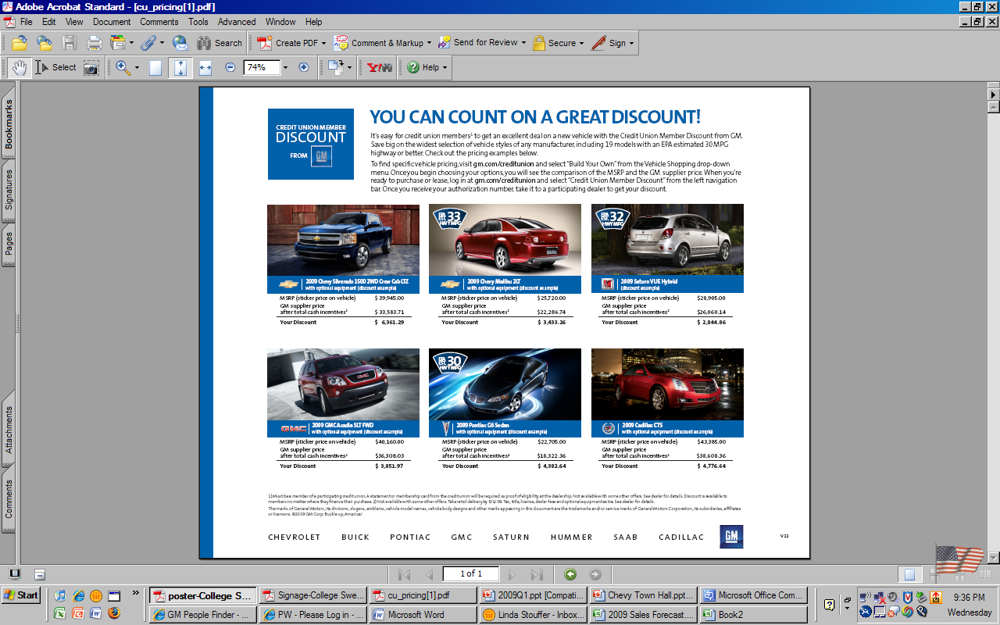 Adobe Acrobat Standard - [cu_pricing[1].pdf]
File Edit View Document Comments Tools Advanced Window Help
Search Create PDF Comment & Markup Send for Review Secure Sign
Select 74% Y! Help
Bookmarks
Signatures
Pages
Attachments
Comments
CREDIT UNION MEMBER
DISCOUNT
FROM GM
YOU CAN COUNT ON A GREAT DISCOUNT!
It's easy for credit union members¹ to get an excellent deal on a new vehicle with the Credit Union Member Discount from GM.
Save big on the widest selection of vehicle styles of any manufacturer, including 19 models with an EPA estimated 30 MPG
highway or better. Check out the pricing examples below.
To find specific vehicle pricing, visit gm.com/creditunion and select "Build Your Own" from the Vehicle Shopping drop-down
menu. Once you begin choosing your options, you will see the comparison of the MSRP and the GM supplier price. When you're
ready to purchase or lease, log in at gm.com/creditunion and select "Credit Union Member Discount" from the left navigation
bar. Once you receive your authorization number, take it to a participating dealer to get your discount.
2009 Chevy Silverado 1500 2WD Crew Cab LTZ
with optional equipment (discount example)
MSRP (sticker price on vehicle) $ 39,945.00
GM supplier price
after total cash incentives² $ 33,583.71
Your Discount $ 6,361.29
EPA EST. 33 HWY MPG
2009 Chevy Malibu 2LT
with optional equipment (discount example)
MSRP (sticker price on vehicle) $25,720.00
GM supplier price
after total cash incentives² $22,286.74
Your Discount $ 3,433.26
EPA EST. 32 HWY MPG
2009 Saturn VUE Hybrid
(discount example)
MSRP (sticker price on vehicle) $28,905.00
GM supplier price
after total cash incentives² $26,060.14
Your Discount $ 2,844.86
GMC
2009 GMC Acadia SLT FWD
with optional equipment (discount example)
MSRP (sticker price on vehicle) $40,160.00
GM supplier price
after total cash incentives² $36,308.03
Your Discount $ 3,851.97
EPA EST. 30 HWY MPG
2009 Pontiac G6 Sedan
with optional equipment (discount example)
MSRP (sticker price on vehicle) $22,705.00
GM supplier price
after total cash incentives² $18,322.36
Your Discount $ 4,382.64
2009 Cadillac CTS
with optional equipment (discount example)
MSRP (sticker price on vehicle) $43,385.00
GM supplier price
after total cash incentives² $38,608.36
Your Discount $ 4,776.64
1) Must be a member of a participating credit union. A statement or membership card from the credit union will be required as proof of eligibility at the dealership. Not available with some other offers. See dealer for details. Discount is available to
members no matter where they finance their purchase. 2) Not available with some other offers. Take retail delivery by 6/1/09. Tax, title, license, dealer fees and optional equipment extra. See dealer for details.
The marks of General Motors, its divisions, slogans, emblems, vehicle model names, vehicle body designs and other marks appearing in this document are the trademarks and/or service marks of General Motors Corporation, its subsidiaries, affiliates
or licensors. ©2009 GM Corp. Buckle up, America!
CHEVROLET BUICK PONTIAC GMC SATURN HUMMER SAAB CADILLAC GM V11
1 of 1
Start » poster-College S... Signage-College Swe... cu_pricing[1].pdf 2009Q1.ppt [Compati... Chevy Town Hall.ppt... Microsoft Office Com... 9:36 PM
GM People Finder - ... PW - Please Log in - ... Microsoft Word Linda Stouffer - Inbox... 2009 Sales Forecast.... Book2 Wednesday